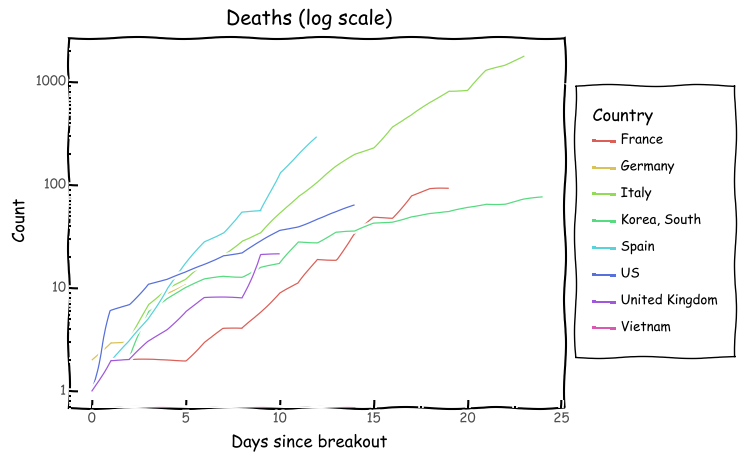 Deaths (log scale)
1000
100
10
1
Count
0 5 10 15 20 25
Days since breakout
Country
France
Germany
Italy
Korea, South
Spain
US
United Kingdom
Vietnam